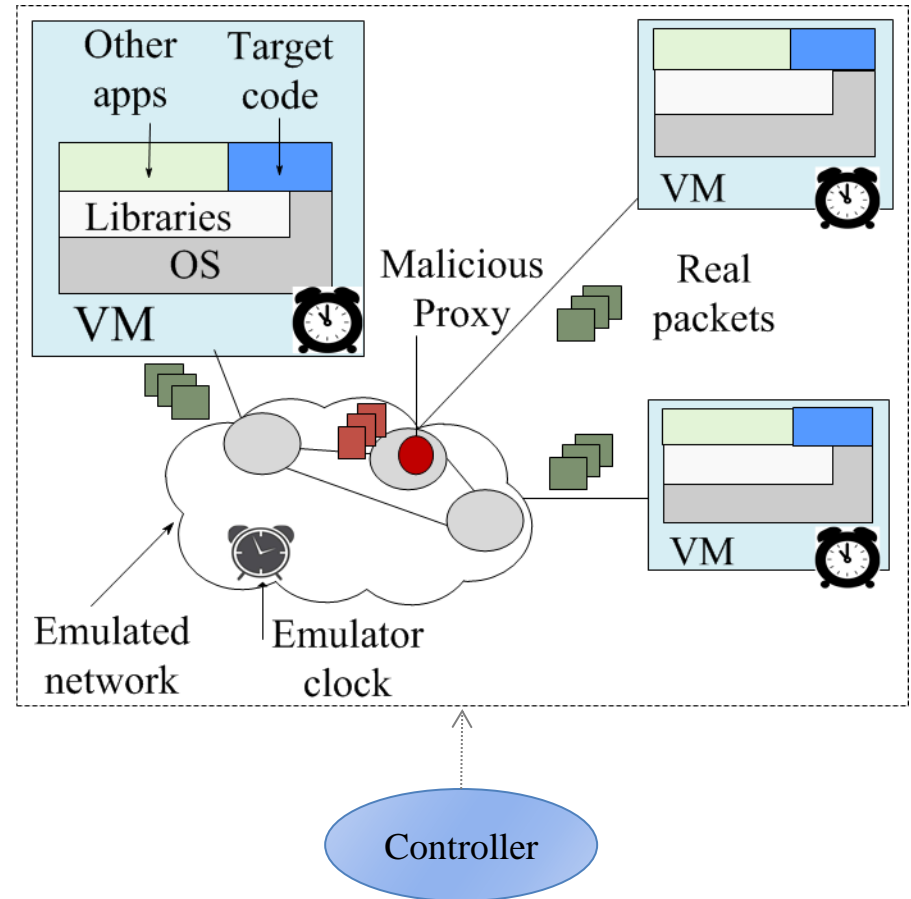 Other
apps
Target
code
Libraries
OS
VM
VM
Malicious
Proxy
Real
packets
VM
Emulated
network
Emulator
clock
Controller